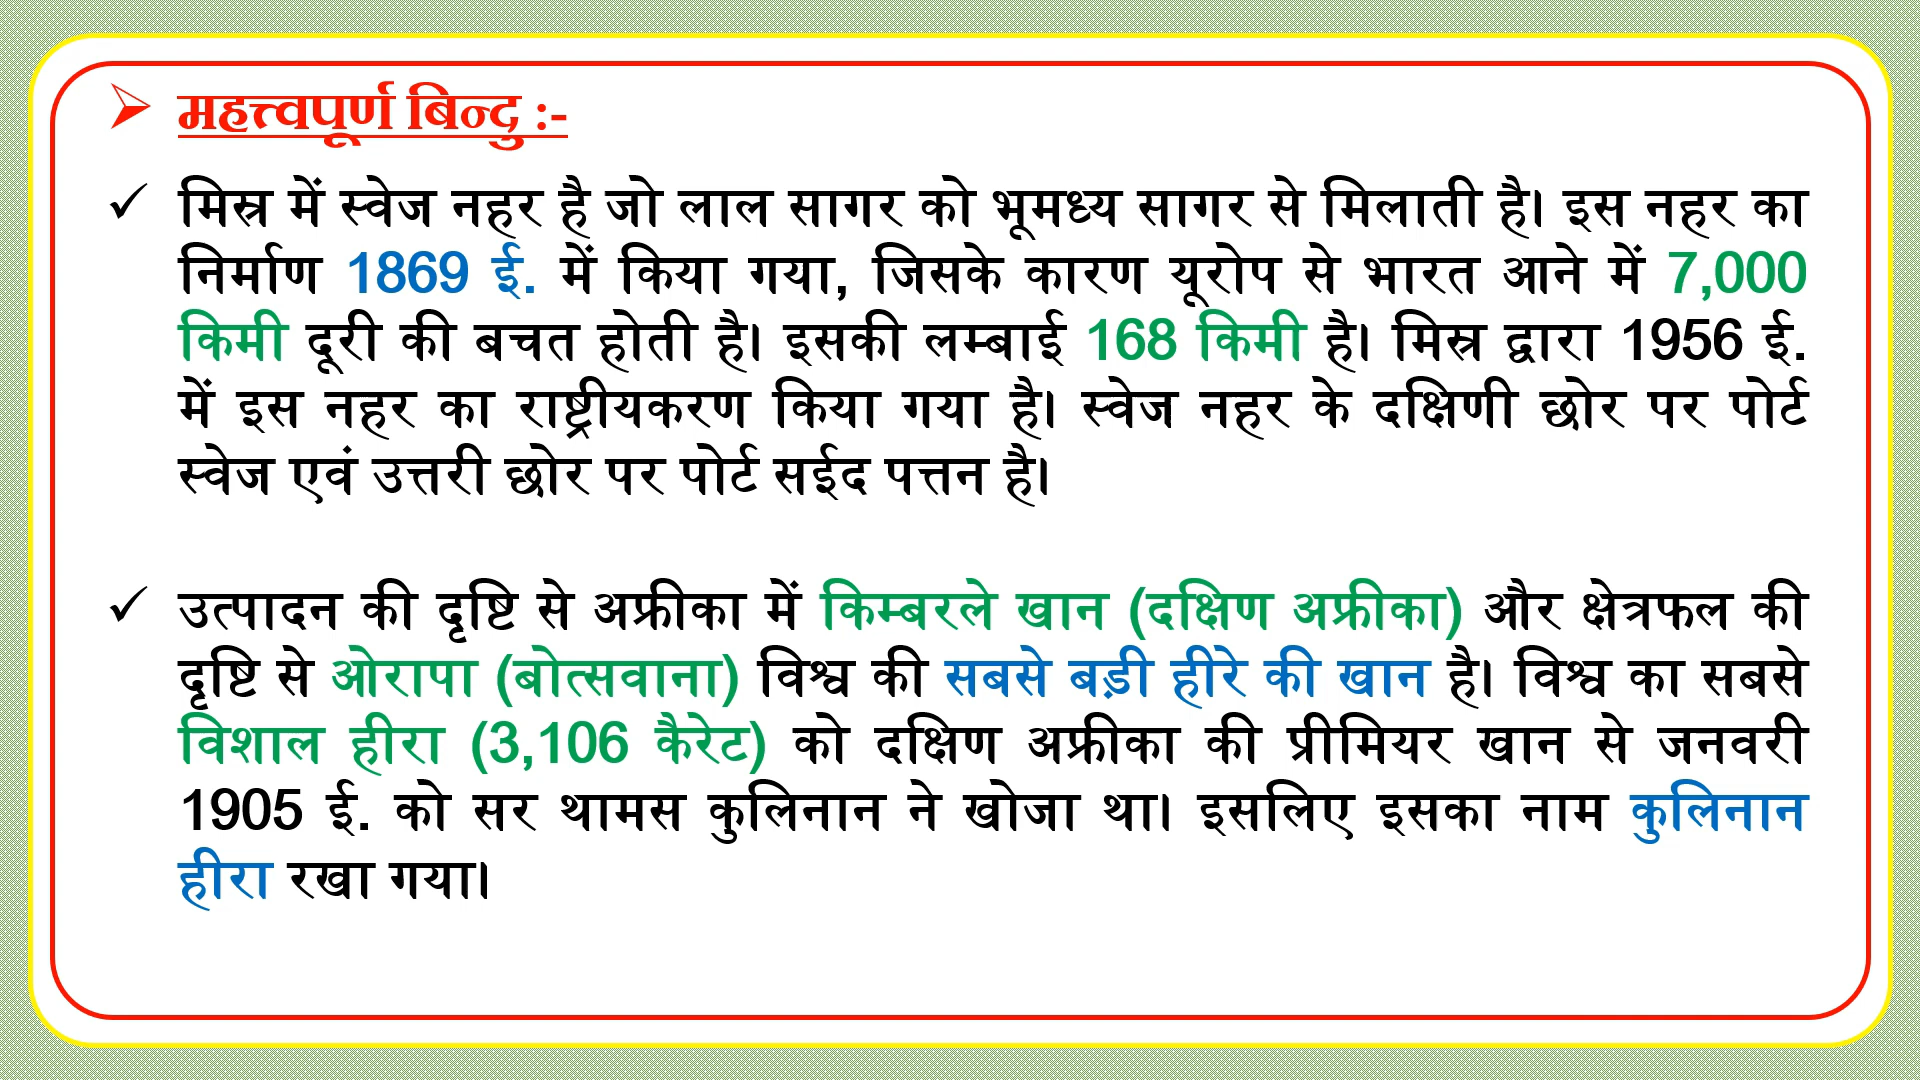 महत्त्वपूर्ण बिन्दु :-
मिस्र में स्वेज नहर है जो लाल सागर को भूमध्य सागर से मिलाती है। इस नहर का
निर्माण 1869 ई. में किया गया, जिसके कारण यूरोप से भारत आने में 7,000
किमी दूरी की बचत होती है। इसकी लम्बाई 168 किमी है। मिस्र द्वारा 1956 ई.
में इस नहर का राष्ट्रीयकरण किया गया है। स्वेज नहर के दक्षिणी छोर पर पोर्ट
स्वेज एवं उत्तरी छोर पर पोर्ट सईद पत्तन है।
उत्पादन की दृष्टि से अफ्रीका में किम्बरले खान (दक्षिण अफ्रीका) और क्षेत्रफल की
दृष्टि से ओरापा (बोत्सवाना) विश्व की सबसे बड़ी हीरे की खान है। विश्व का सबसे
विशाल हीरा (3,106 कैरेट) को दक्षिण अफ्रीका की प्रीमियर खान से जनवरी
1905 ई. को सर थामस कुलिनान ने खोजा था। इसलिए इसका नाम कुलिनान
हीरा रखा गया।